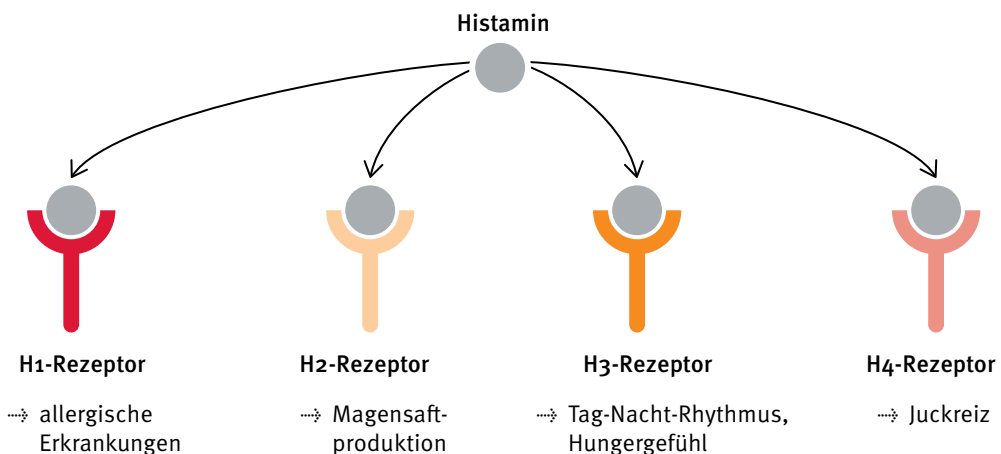 Histamin
H1-Rezeptor
⇢ allergische
Erkrankungen
H2-Rezeptor
⇢ Magensaft-
produktion
H3-Rezeptor
⇢ Tag-Nacht-Rhythmus,
Hungergefühl
H4-Rezeptor
⇢ Juckreiz